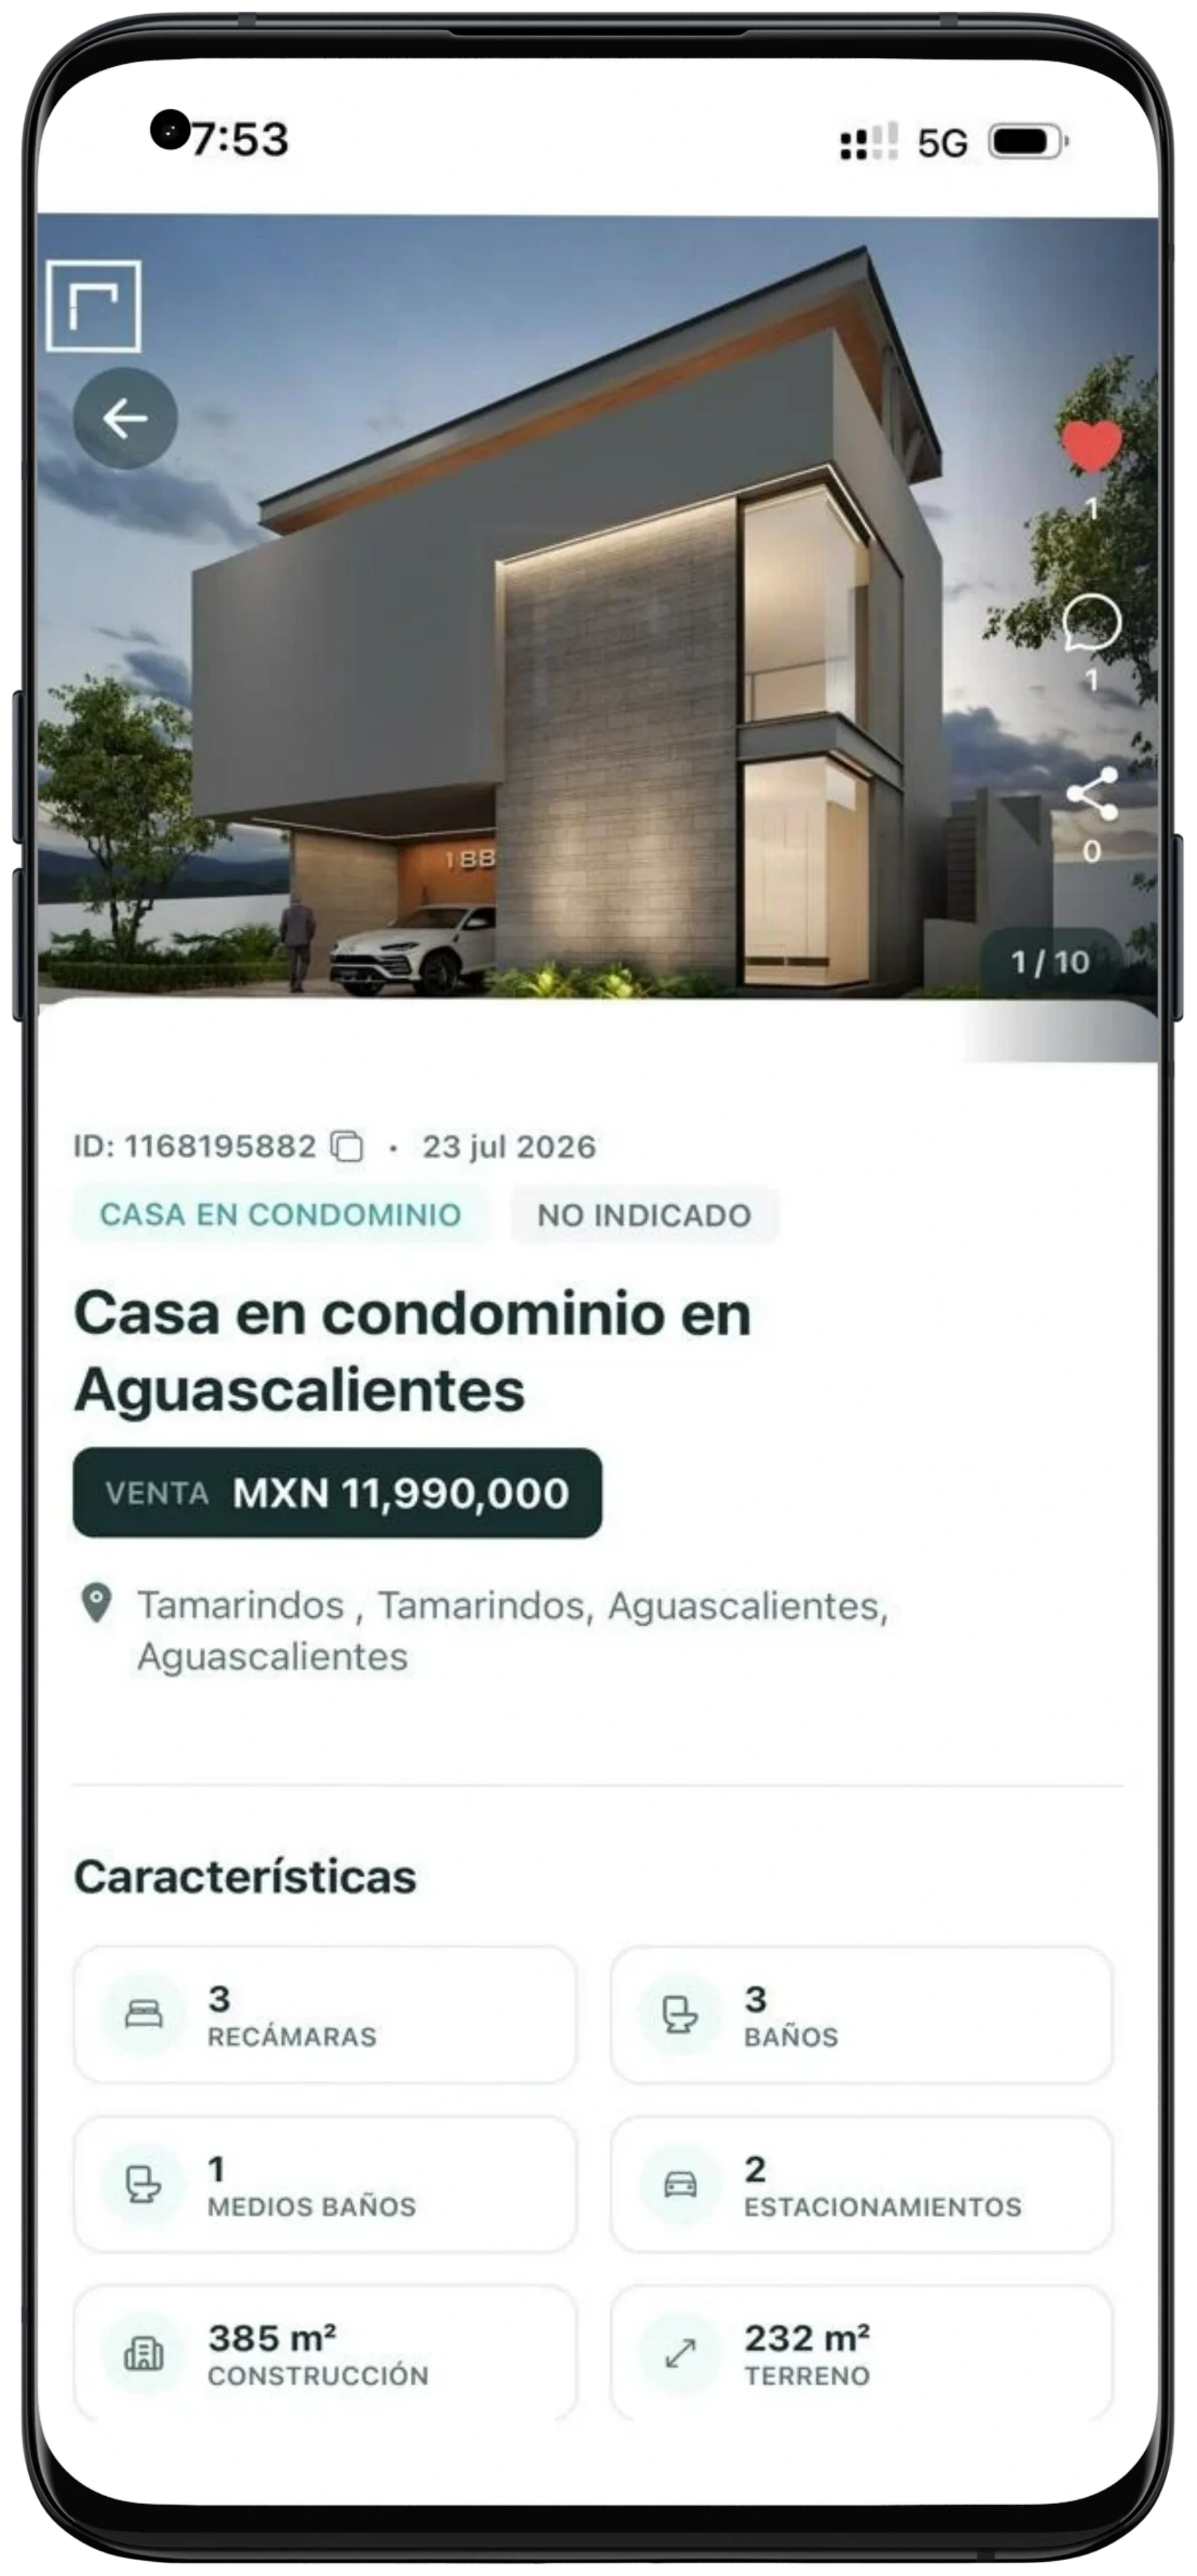 7:53
5G
188
1
1
0
1 / 10
ID: 1168195882 · 23 jul 2026
CASA EN CONDOMINIO NO INDICADO
Casa en condominio en
Aguascalientes
VENTA MXN 11,990,000
Tamarindos , Tamarindos, Aguascalientes,
Aguascalientes
Características
3
RECÁMARAS
3
BAÑOS
1
MEDIOS BAÑOS
2
ESTACIONAMIENTOS
385 m²
CONSTRUCCIÓN
232 m²
TERRENO